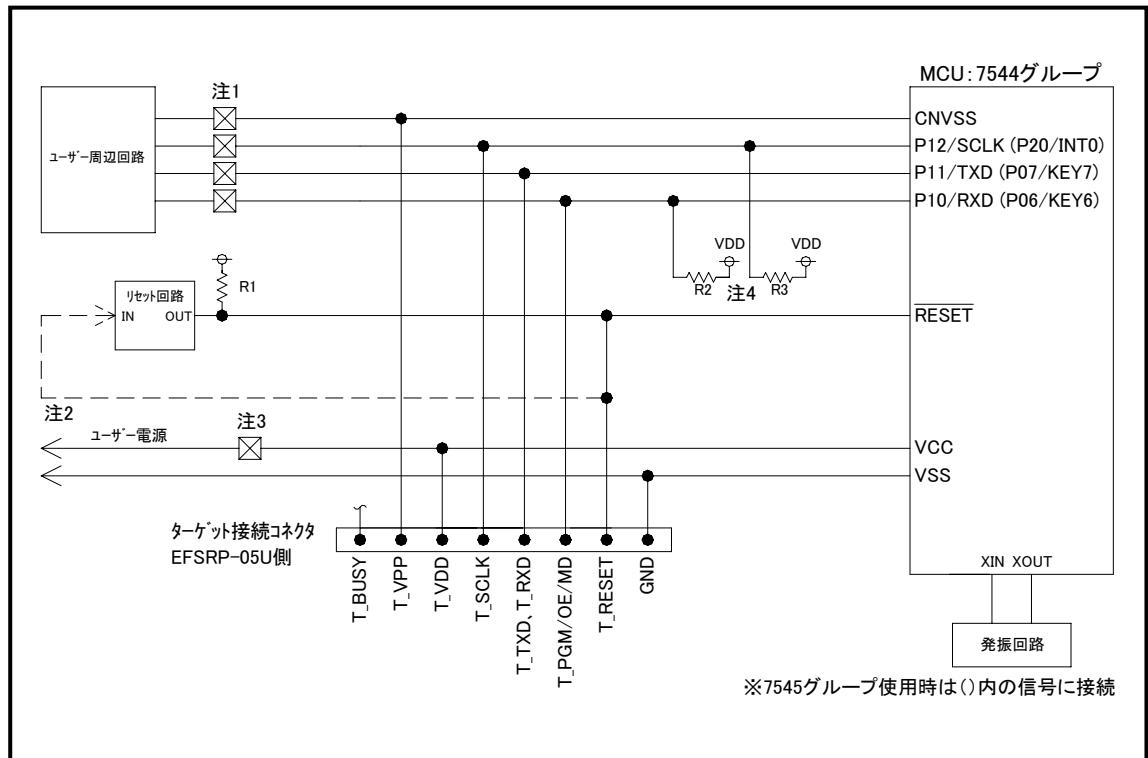 MCU：7544グループ
注1
CNVSS
P12/SCLK (P20/INT0)
ユーザー周辺回路
P11/TXD (P07/KEY7)
P10/RXD (P06/KEY6)
VDD
VDD
R1
R2
注4
R3
リセット回路
IN
OUT
RESET
注2
注3
ユーザー電源
VCC
VSS
ターゲット接続コネクタ
EFSRP-05U側
T_BUSY
T_VPP
T_VDD
T_SCLK
T_TXD、T_RXD
T_PGM/OE/MD
T_RESET
GND
XIN XOUT
発振回路
※7545グループ使用時は()内の信号に接続